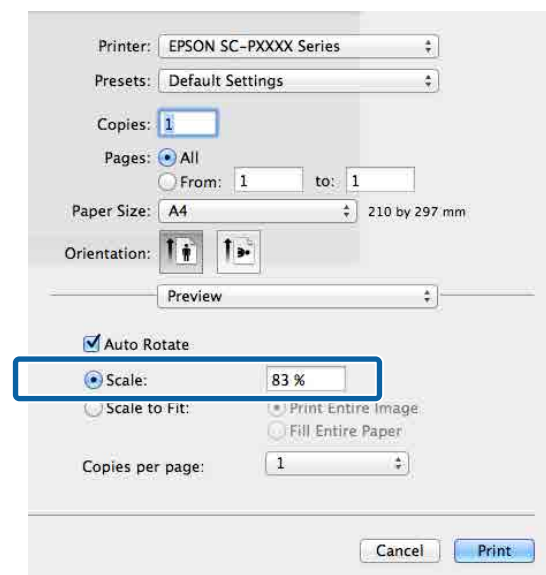 Printer: EPSON SC-PXXXX Series
Presets: Default Settings
Copies: 1
Pages: All
From: 1 to: 1
Paper Size: A4 210 by 297 mm
Orientation:
Preview
Auto Rotate
Scale: 83 %
Scale to Fit: Print Entire Image
Fill Entire Paper
Copies per page: 1
Cancel Print